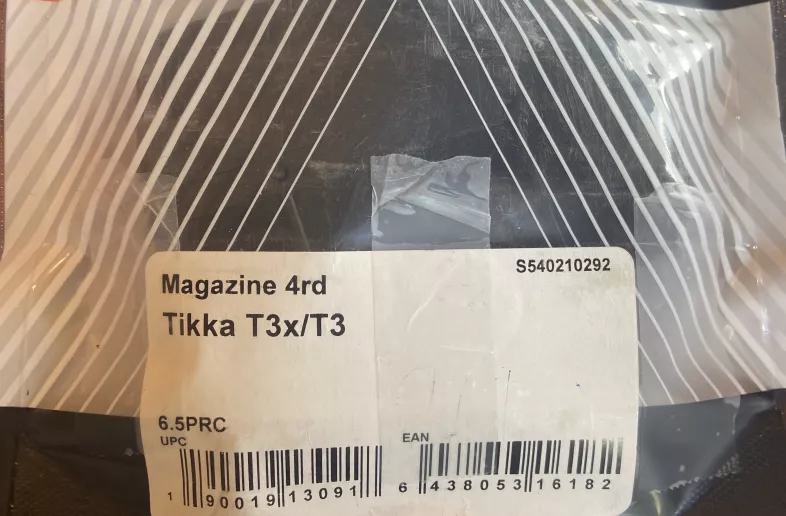 Magazine 4rd
S540210292
Tikka T3x/T3
6.5PRC
UPC
EAN
1 90019 13091
6 438053 16182